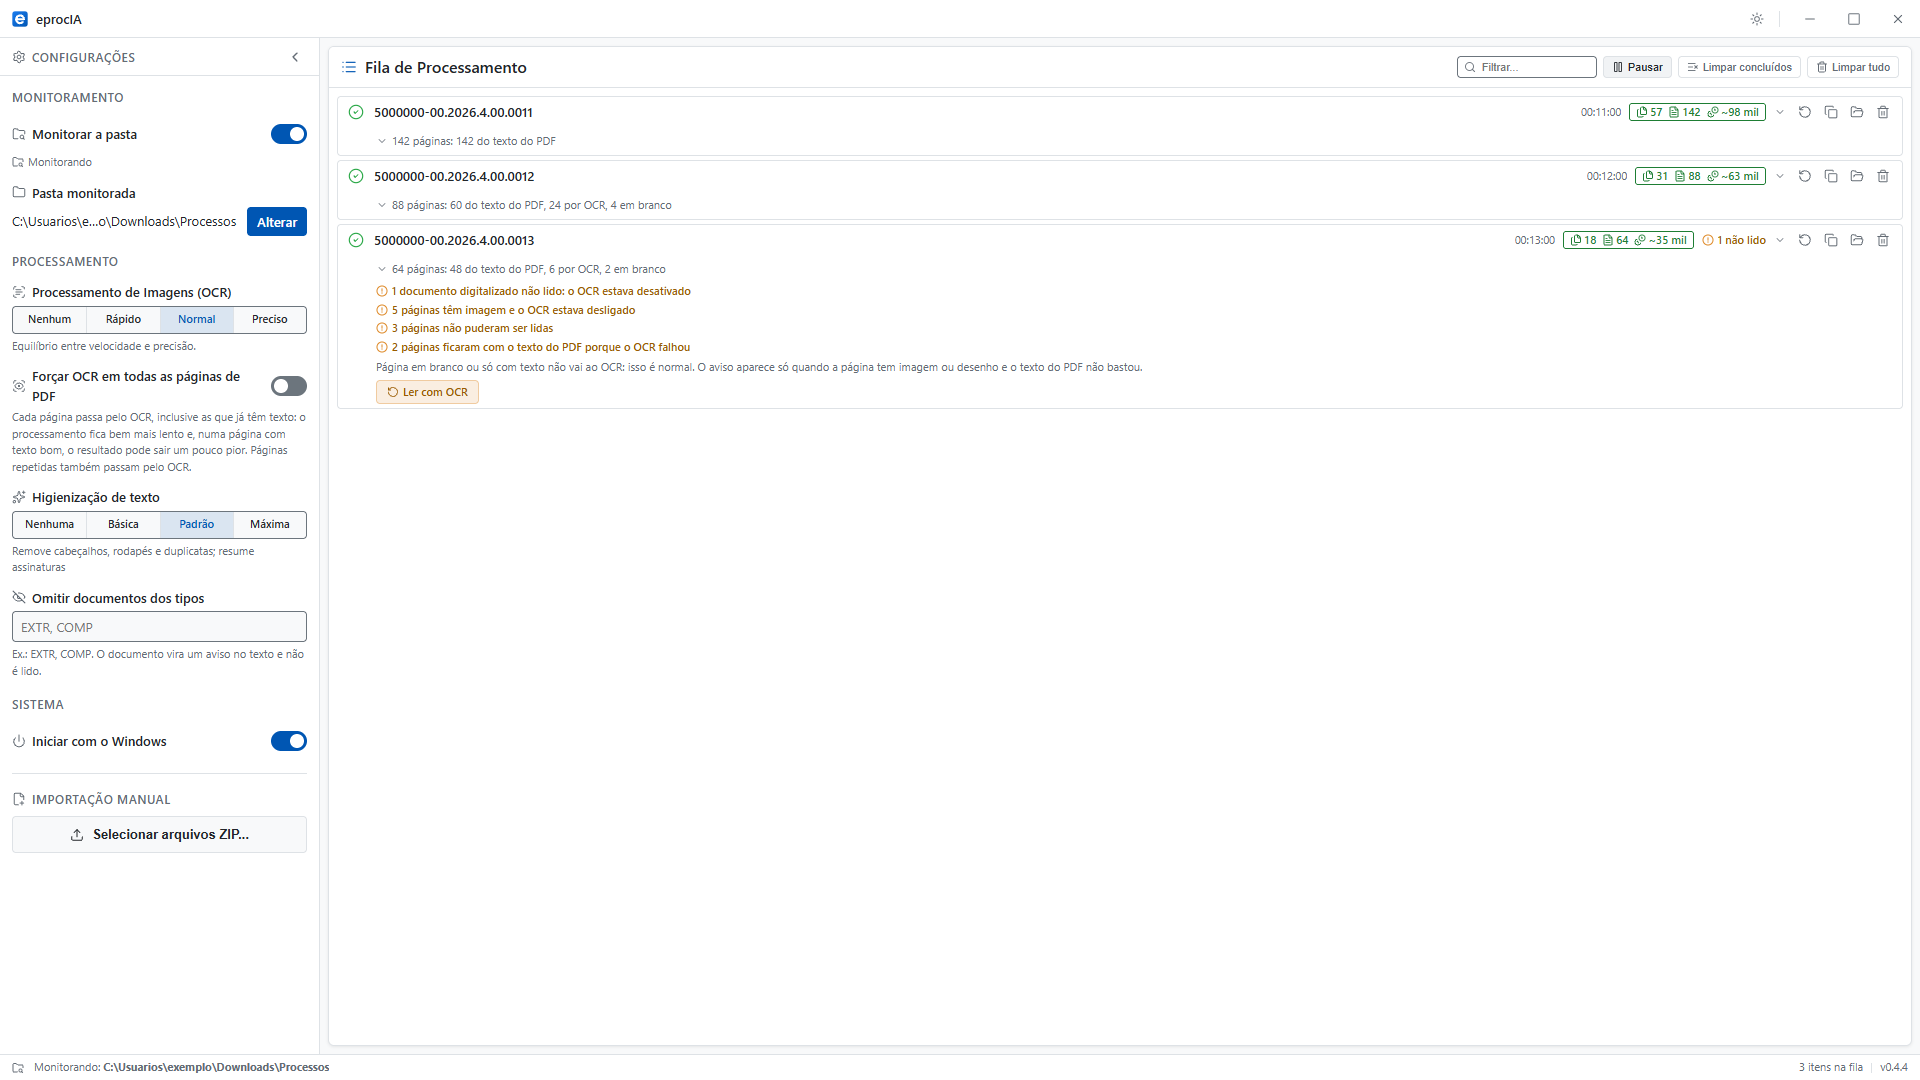 eprocIA
CONFIGURAÇÕES
MONITORAMENTO
Monitorar a pasta
Monitorando
Pasta monitorada
C:\Usuarios\e...o\Downloads\Processos
Alterar
PROCESSAMENTO
Processamento de Imagens (OCR)
Nenhum Rápido Normal Preciso
Equilíbrio entre velocidade e precisão.
Forçar OCR em todas as páginas de
PDF
Cada página passa pelo OCR, inclusive as que já têm texto: o
processamento fica bem mais lento e, numa página com
texto bom, o resultado pode sair um pouco pior. Páginas
repetidas também passam pelo OCR.
Higienização de texto
Nenhuma Básica Padrão Máxima
Remove cabeçalhos, rodapés e duplicatas; resume
assinaturas
Omitir documentos dos tipos
EXTR, COMP
Ex.: EXTR, COMP. O documento vira um aviso no texto e não
é lido.
SISTEMA
Iniciar com o Windows
IMPORTAÇÃO MANUAL
Selecionar arquivos ZIP...
Fila de Processamento
Filtrar...
Pausar
Limpar concluídos
Limpar tudo
5000000-00.2026.4.00.0011
00:11:00 57 142 ~98 mil
142 páginas: 142 do texto do PDF
5000000-00.2026.4.00.0012
00:12:00 31 88 ~63 mil
88 páginas: 60 do texto do PDF, 24 por OCR, 4 em branco
5000000-00.2026.4.00.0013
00:13:00 18 64 ~35 mil 1 não lido
64 páginas: 48 do texto do PDF, 6 por OCR, 2 em branco
1 documento digitalizado não lido: o OCR estava desativado
5 páginas têm imagem e o OCR estava desligado
3 páginas não puderam ser lidas
2 páginas ficaram com o texto do PDF porque o OCR falhou
Página em branco ou só com texto não vai ao OCR: isso é normal. O aviso aparece só quando a página tem imagem ou desenho e o texto do PDF não bastou.
Ler com OCR
Monitorando: C:\Usuarios\exemplo\Downloads\Processos
3 itens na fila
v0.4.4